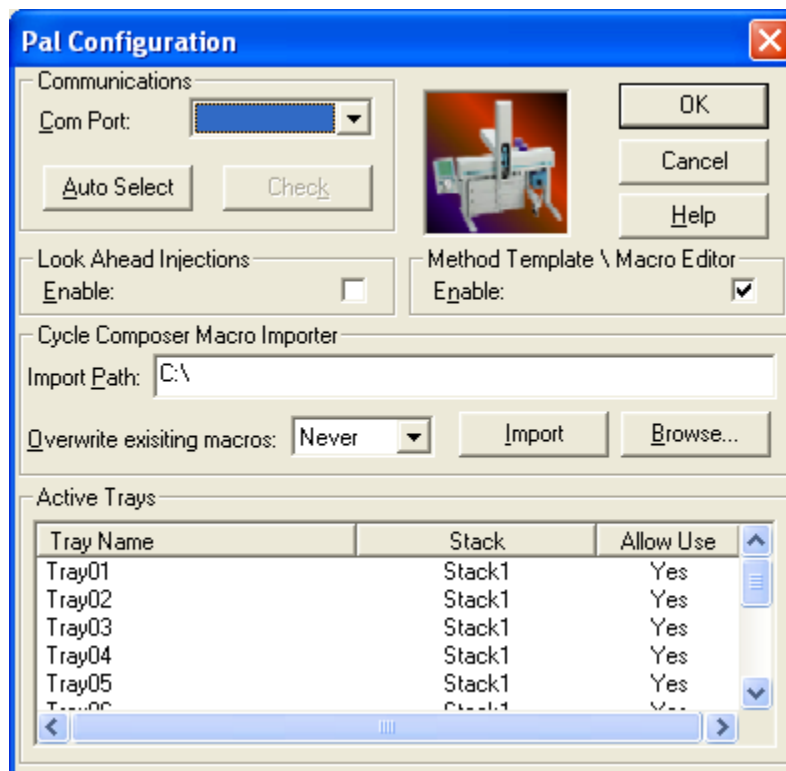 Pal Configuration
Communications
Com Port:
Auto Select Check
OK
Cancel
Help
Look Ahead Injections
Enable:
Method Template \ Macro Editor
Enable:
Cycle Composer Macro Importer
Import Path: C:\
Overwrite exisiting macros: Never Import Browse...
Active Trays
Tray Name Stack Allow Use
Tray01 Stack1 Yes
Tray02 Stack1 Yes
Tray03 Stack1 Yes
Tray04 Stack1 Yes
Tray05 Stack1 Yes